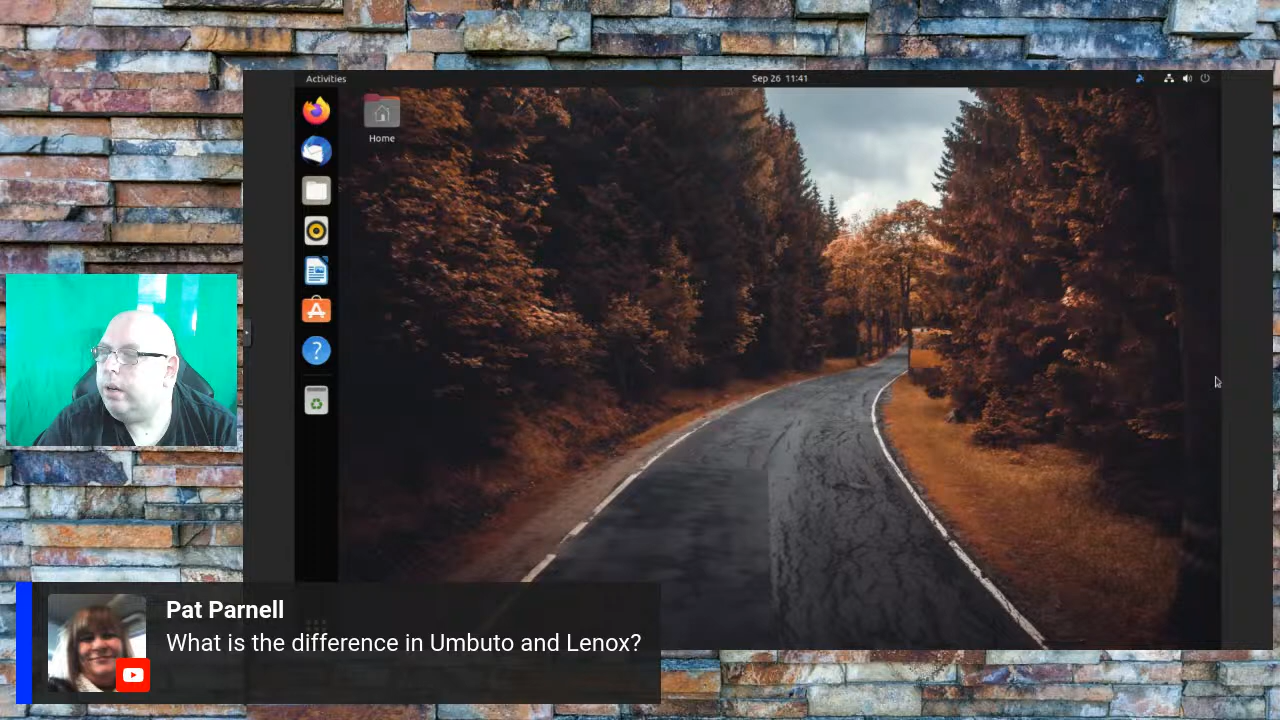 Activities
Sep 26 11:41
Home
Pat Parnell
What is the difference in Umbuto and Lenox?